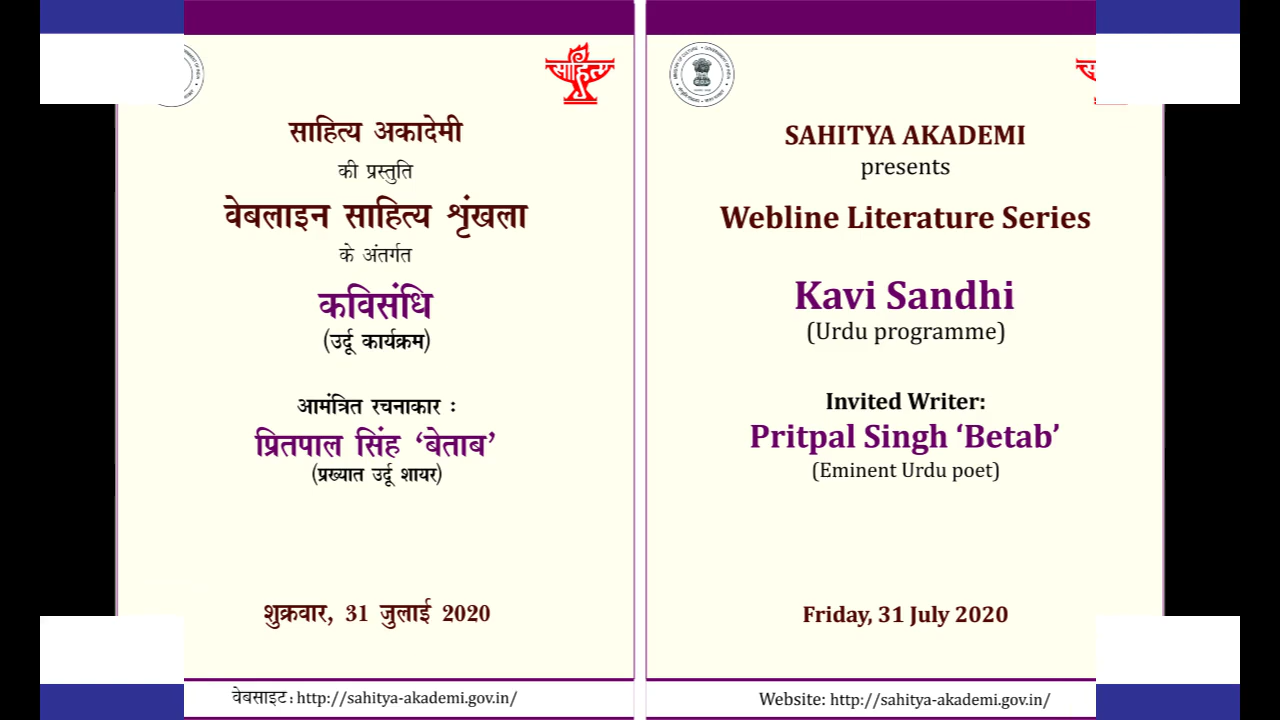 साहित्य
साहित्य अकादेमी
की प्रस्तुति
वेबलाइन साहित्य शृंखला
के अंतर्गत
कविसंधि
(उर्दू कार्यक्रम)
आमंत्रित रचनाकार :
प्रितपाल सिंह ‘बेताब’
(प्रख्यात उर्दू शायर)
शुक्रवार, 31 जुलाई 2020
वेबसाइट: http://sahitya-akademi.gov.in/
SAHITYA AKADEMI
presents
Webline Literature Series
Kavi Sandhi
(Urdu programme)
Invited Writer:
Pritpal Singh ‘Betab’
(Eminent Urdu poet)
Friday, 31 July 2020
Website: http://sahitya-akademi.gov.in/